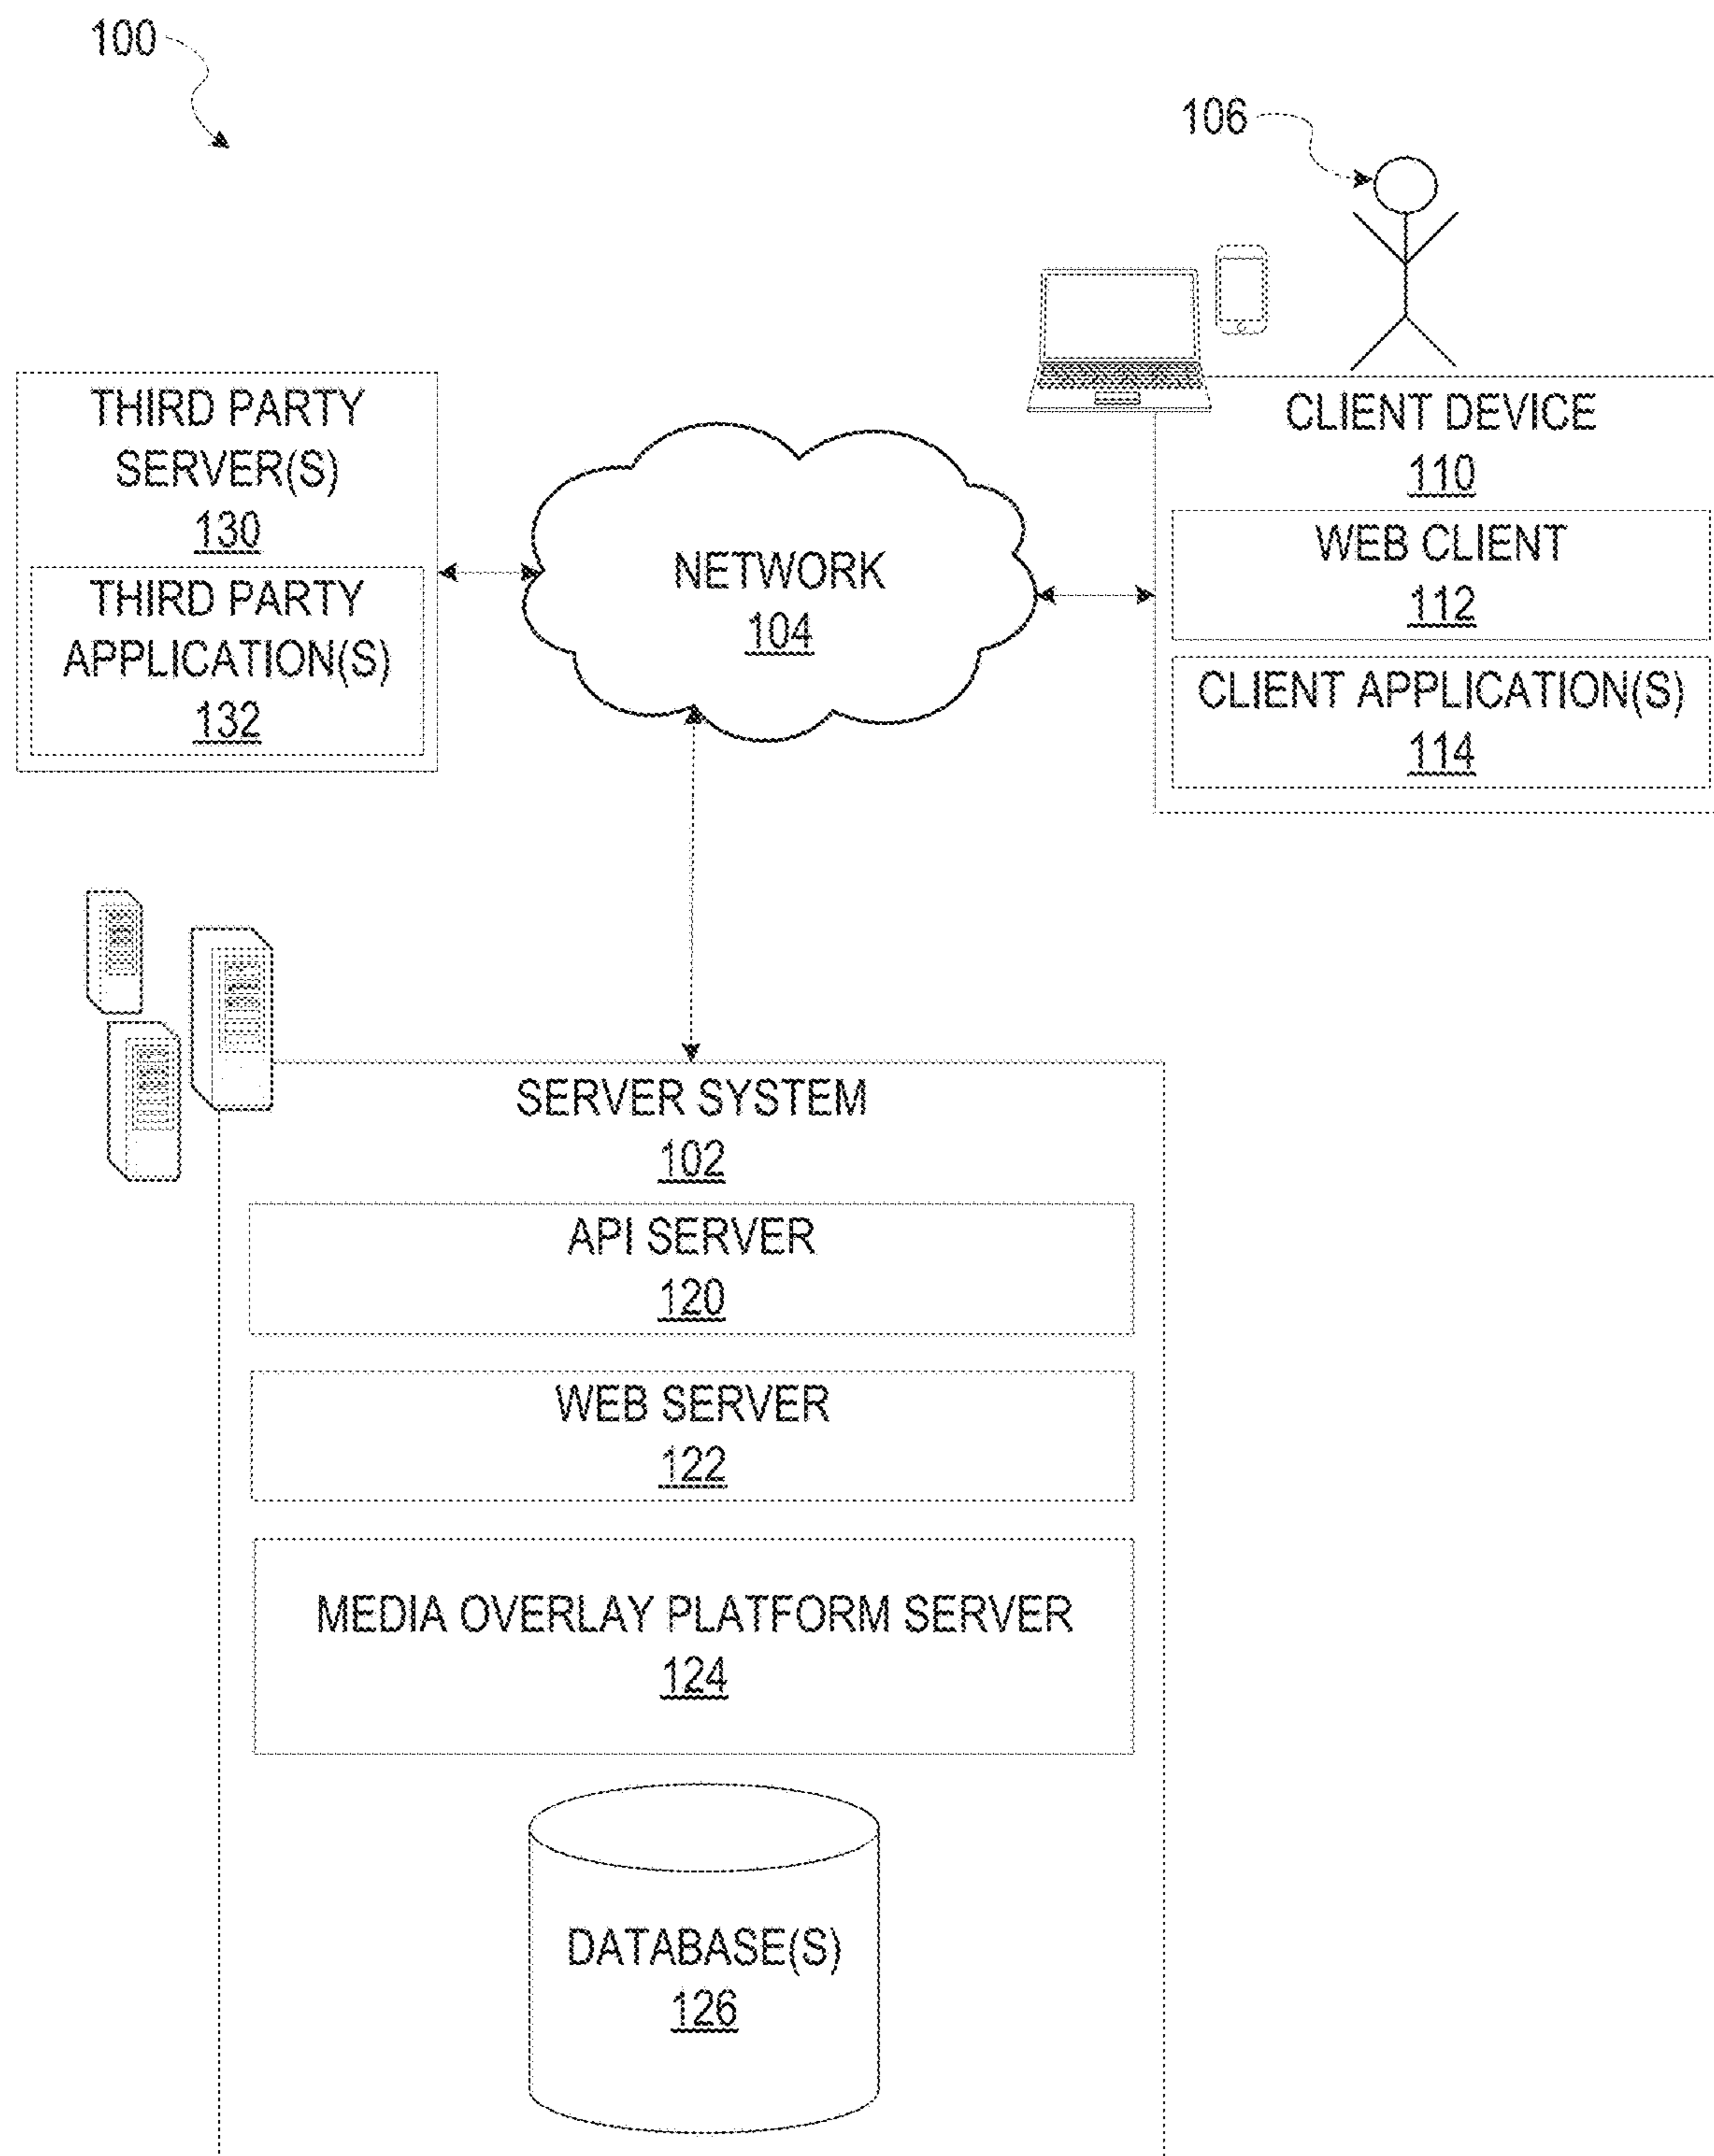 100
106
THIRD PARTY
SERVER(S)
130
THIRD PARTY
APPLICATION(S)
132
NETWORK
104
CLIENT DEVICE
110
WEB CLIENT
112
CLIENT APPLICATION(S)
114
SERVER SYSTEM
102
API SERVER
120
WEB SERVER
122
MEDIA OVERLAY PLATFORM SERVER
124
DATABASE(S)
126